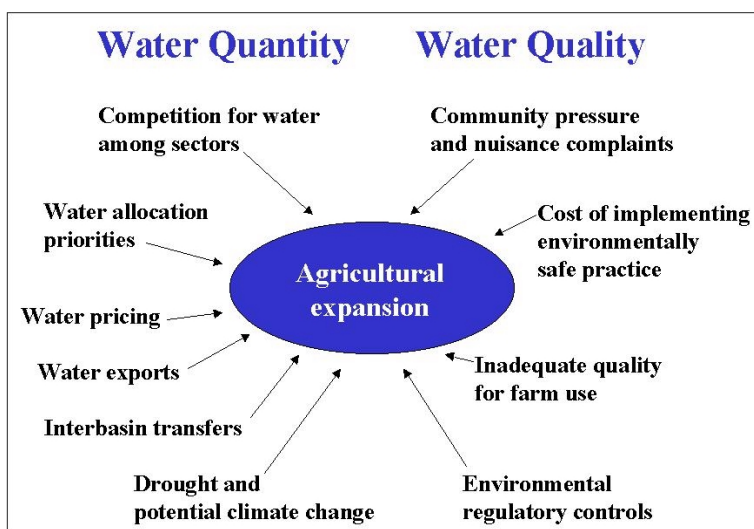 Water Quantity
Water Quality
Competition for water
among sectors
Community pressure
and nuisance complaints
Water allocation
priorities
Cost of implementing
environmentally
safe practice
Agricultural
expansion
Water pricing
Water exports
Inadequate quality
for farm use
Interbasin transfers
Drought and
potential climate change
Environmental
regulatory controls